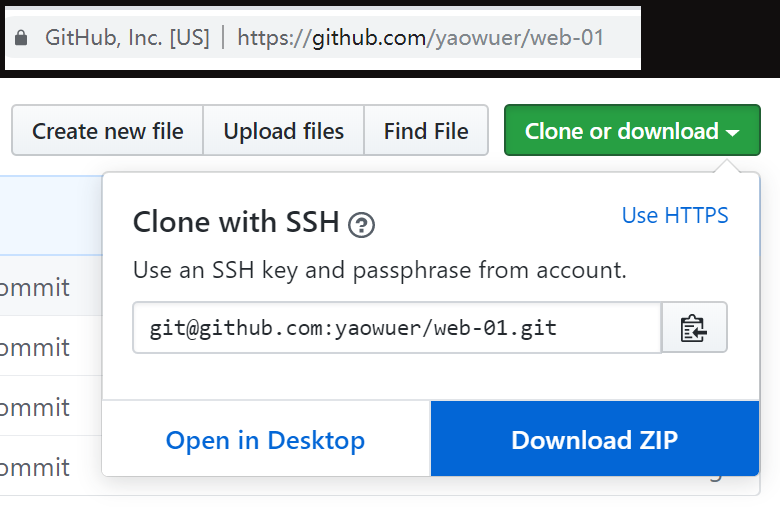 GitHub, Inc. [US] | https://github.com/yaowuer/web-01
Create new file Upload files Find File Clone or download
Clone with SSH ? Use HTTPS
Use an SSH key and passphrase from account.
ommit
git@github.com:yaowuer/web-01.git
ommit
ommit
Open in Desktop Download ZIP
ommit